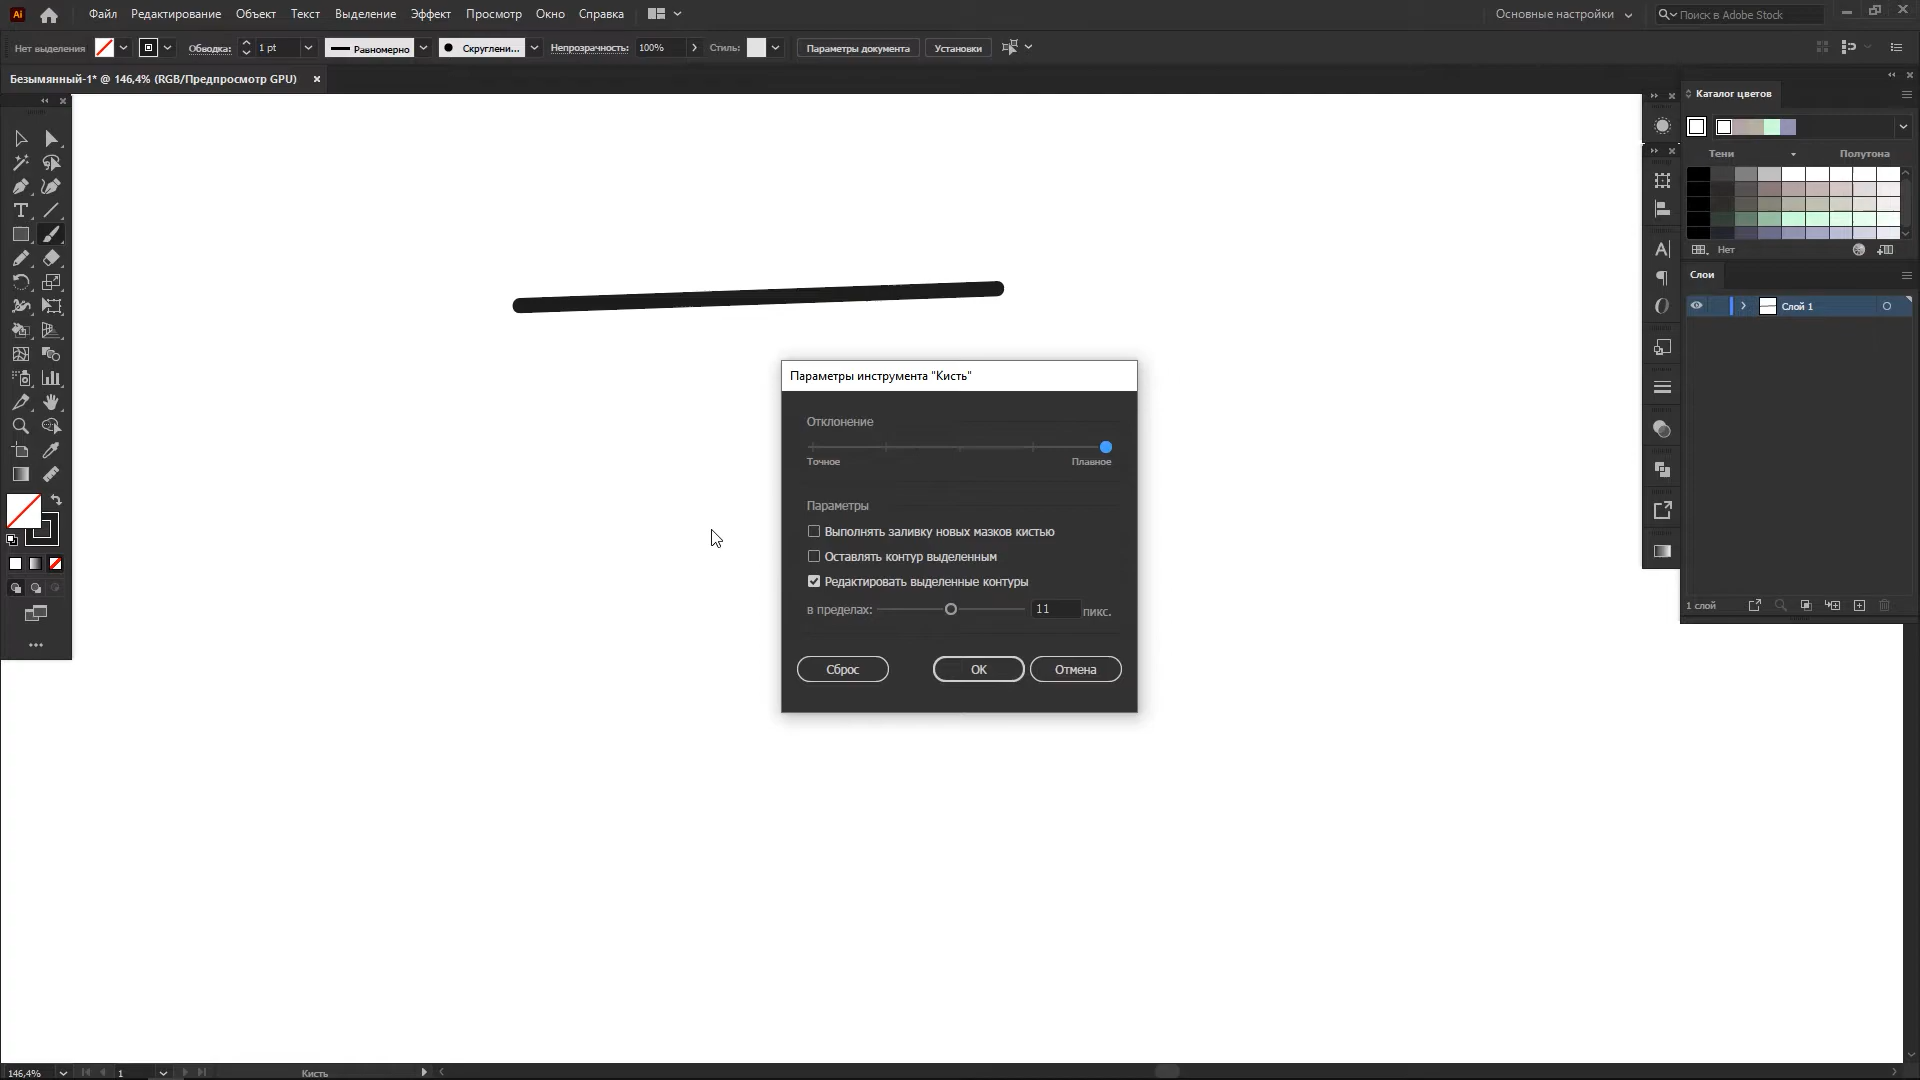 Ai
Файл Редактирование Объект Текст Выделение Эффект Просмотр Окно Справка
Основные настройки
Поиск в Adobe Stock
Нет выделения
Обводка: 1 pt
Равномерно
Скруглени...
Непрозрачность: 100%
Стиль:
Параметры документа
Установки
Безымянный-1* @ 146,4% (RGB/Предпросмотр GPU)
Каталог цветов
Тени
Полутона
Нет
Слои
Слой 1
1 слой
Параметры инструмента "Кисть"
Отклонение
Точное
Плавное
Параметры
Выполнять заливку новых мазков кистью
Оставлять контур выделенным
Редактировать выделенные контуры
в пределах: 11 пикс.
Сброс
ОК
Отмена
146,4%
1
Кисть